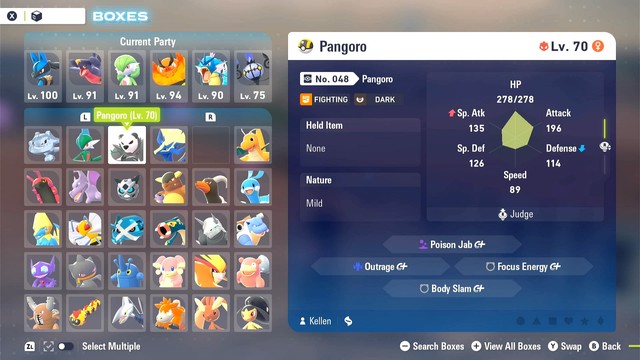 X BOXES
Current Party
Lv. 100 Lv. 91 Lv. 91 Lv. 94 Lv. 90 Lv. 75
L Pangoro (Lv. 70) R
Pangoro Lv. 70
No. 048 Pangoro
FIGHTING DARK
Held Item
None
Nature
Mild
HP
278/278
Sp. Atk
135
Attack
196
Sp. Def
126
Defense
114
Speed
89
Judge
Poison Jab
Outrage
Focus Energy
Body Slam
Kellen
ZL Select Multiple
Search Boxes View All Boxes Y Swap B Back